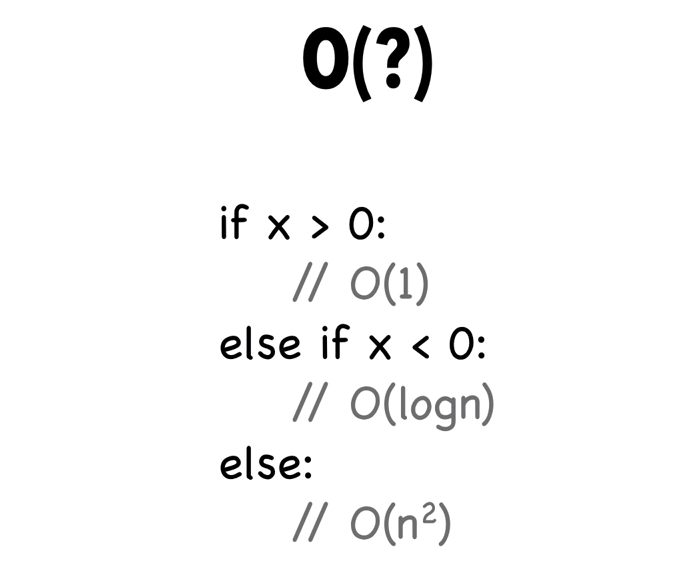 O(?)
if x > 0:
// O(1)
else if x < 0:
// O(logn)
else:
// O(n²)